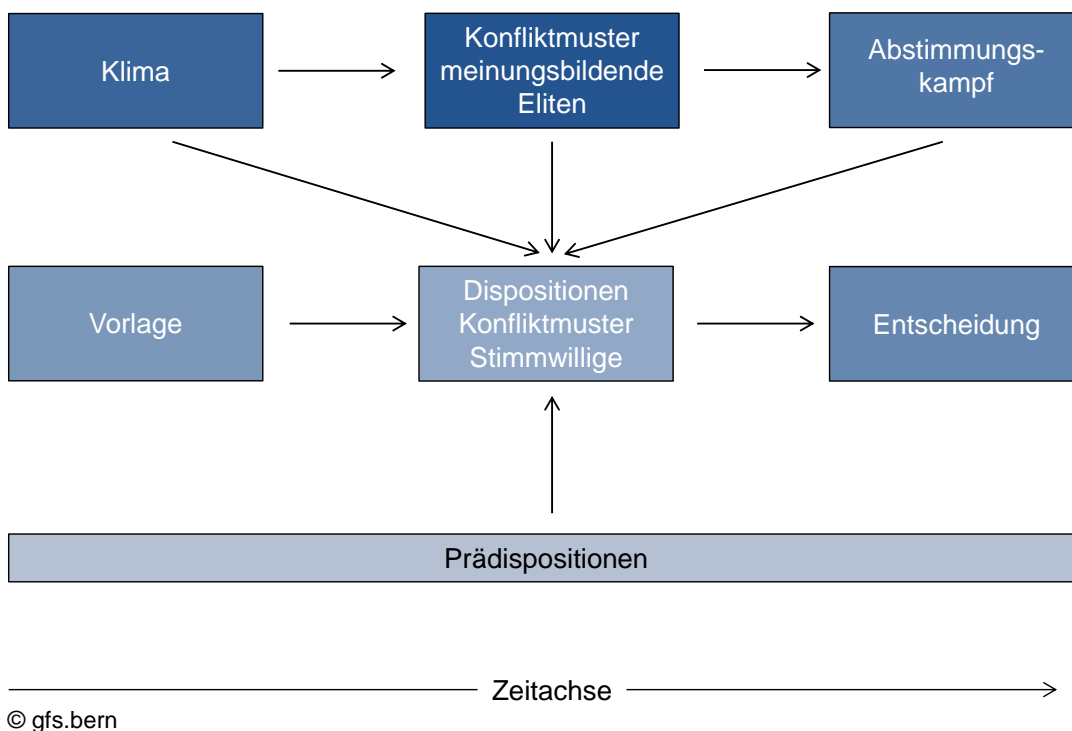 Klima
Konfliktmuster
meinungsbildende
Eliten
Abstimmungs-
kampf
Vorlage
Dispositionen
Konfliktmuster
Stimmwillige
Entscheidung
Prädispositionen
Zeitachse
© gfs.bern